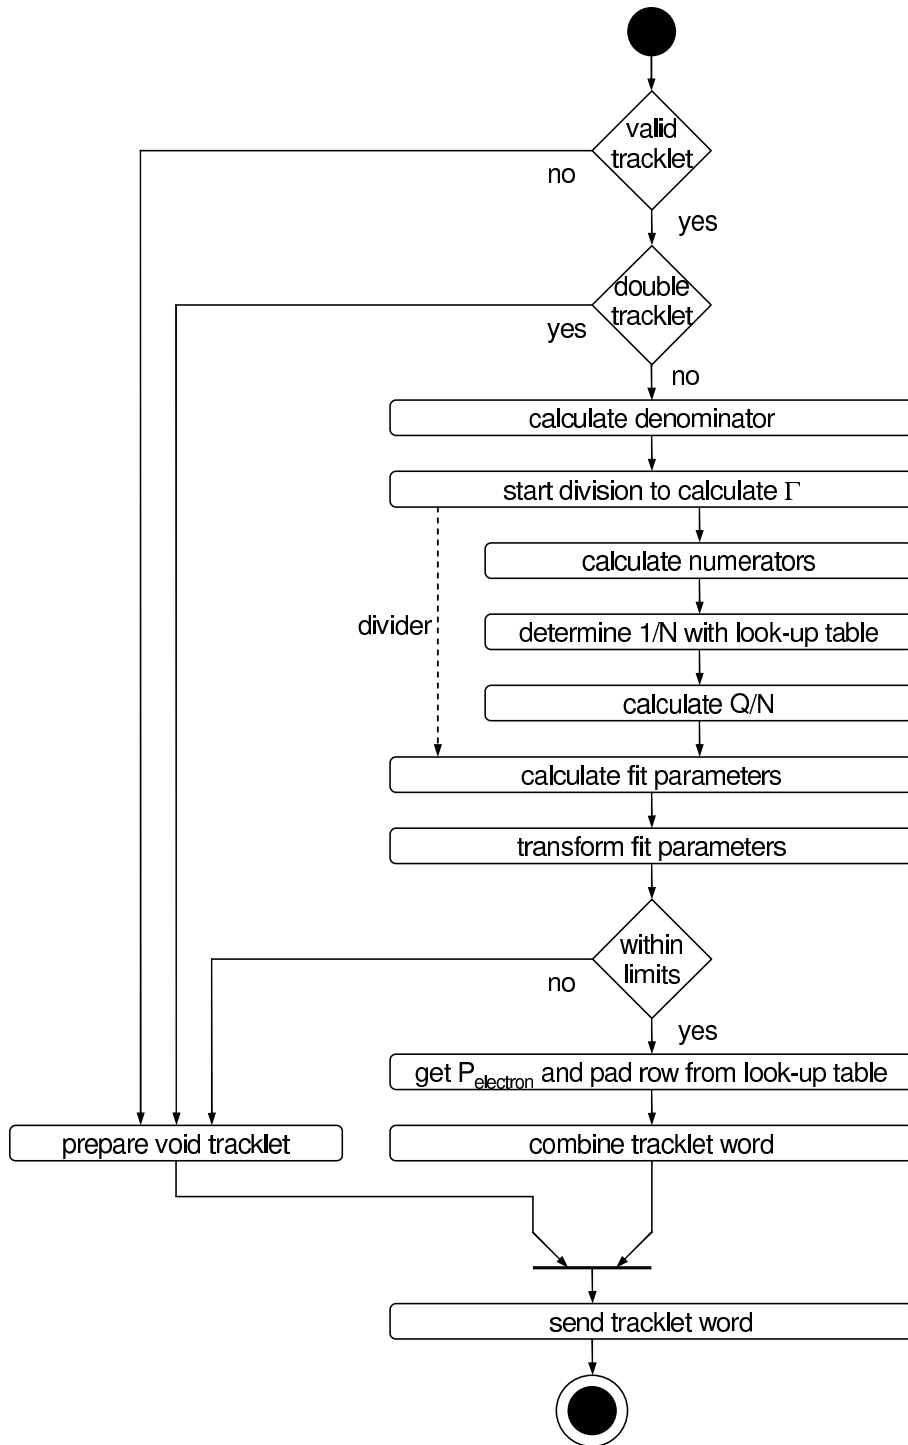 valid
tracklet
no
yes
double
tracklet
yes
no
calculate denominator
start division to calculate Γ
calculate numerators
divider
determine 1/N with look-up table
calculate Q/N
calculate fit parameters
transform fit parameters
within
limits
no
yes
get Pelectron and pad row from look-up table
prepare void tracklet
combine tracklet word
send tracklet word